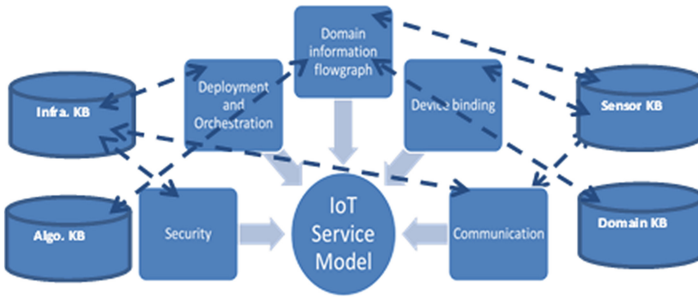 Domain
information
flowgraph
Deployment
and
Orchestration
Device binding
Infra. KB
Sensor KB
Algo. KB
Security
IoT
Service
Model
Communication
Domain KB